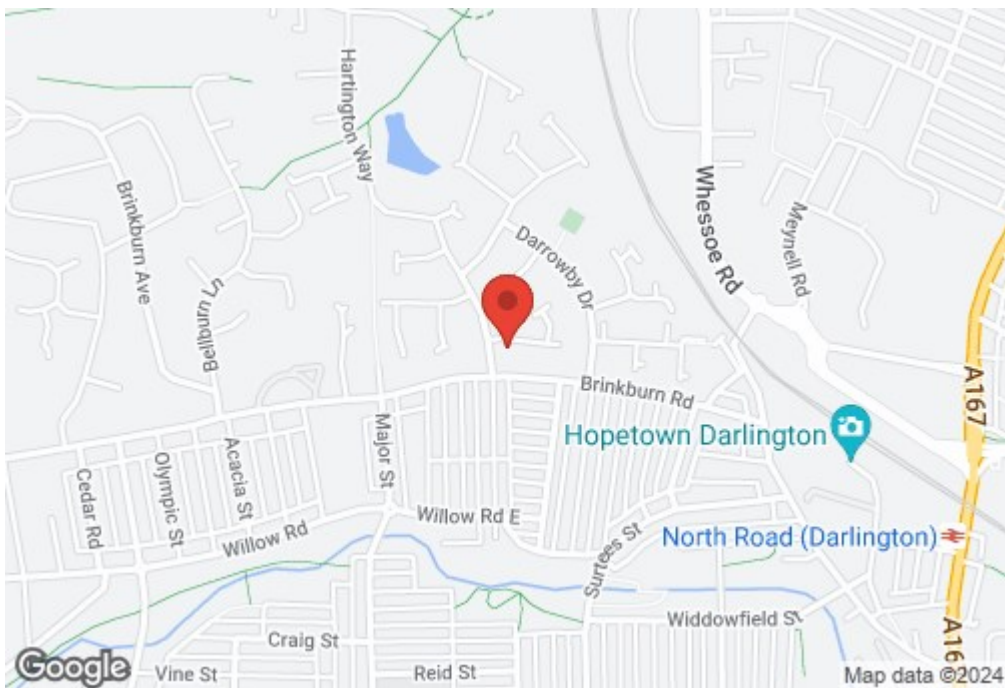 Hartington Way
Brinkburn Ave
Bellburn Ln
Darrowby Dr
Whessoe Rd
Meynell Rd
A167
Brinkburn Rd
Hopetown Darlington
Major St
Acacia St
Olympic St
Cedar Rd
Willow Rd
Willow Rd E
Surtees St
North Road (Darlington)
Widdowfield St
Craig St
Vine St
Reid St
A16
Google
Map data ©2024